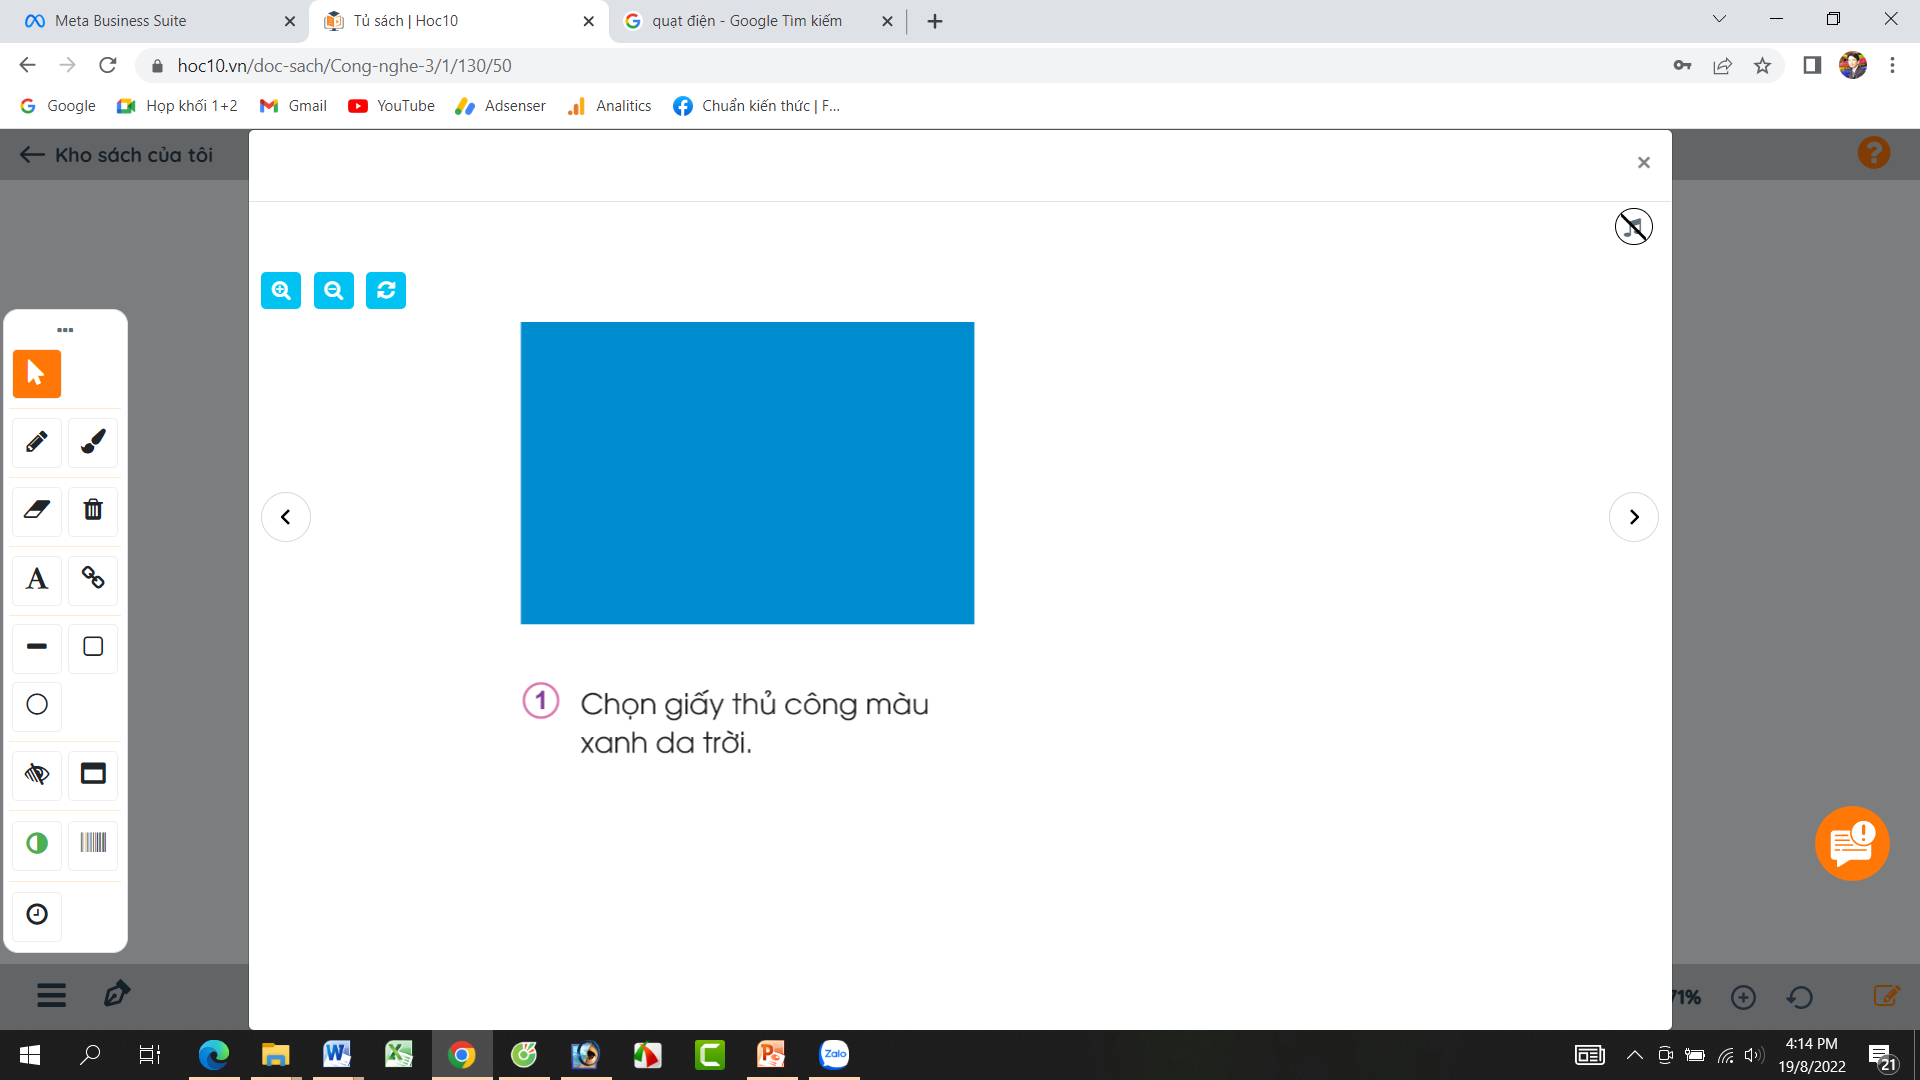 Meta Business Suite
Tủ sách | Hoc10
quạt điện - Google Tìm kiếm
hoc10.vn/doc-sach/Cong-nghe-3/1/130/50
Google
Họp khối 1+2
Gmail
YouTube
Adsenser
Analitics
Chuẩn kiến thức | F...
Kho sách của tôi
1 Chọn giấy thủ công màu
xanh da trời.
71%
Zalo
4:14 PM
19/8/2022
21